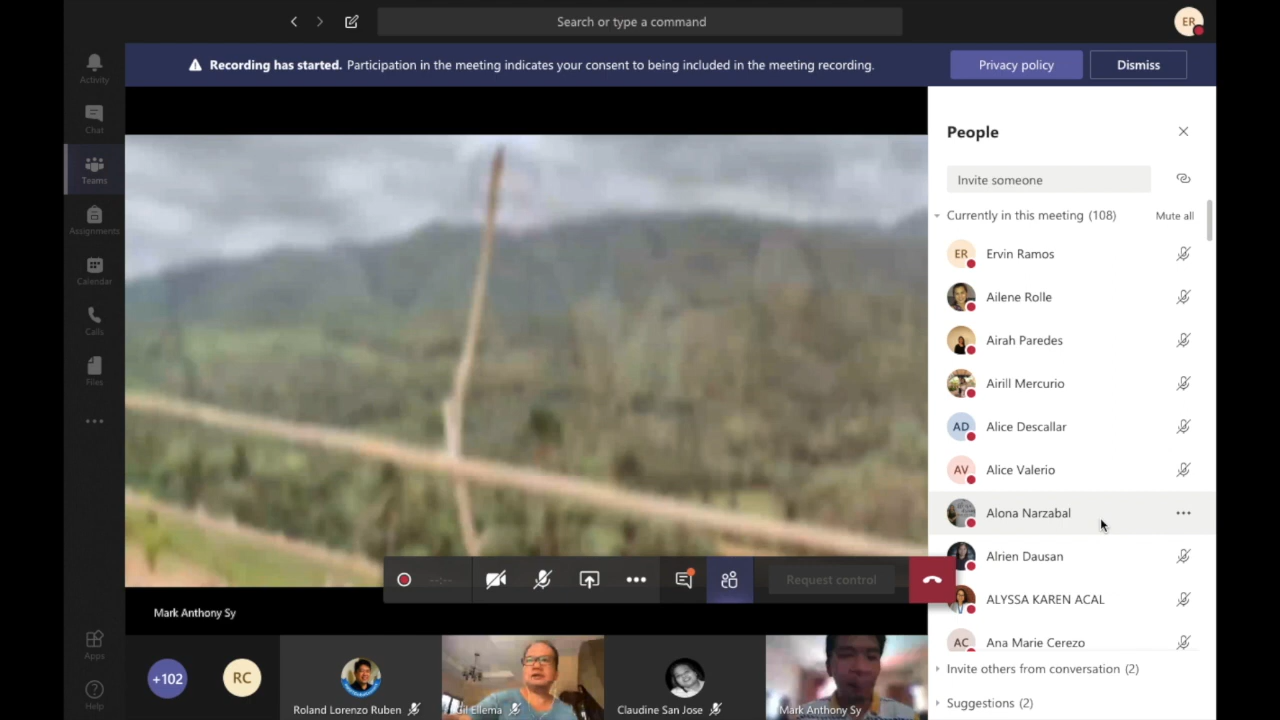 Search or type a command
ER
Recording has started. Participation in the meeting indicates your consent to being included in the meeting recording.
Privacy policy
Dismiss
Activity
Chat
Teams
Assignments
Calendar
Calls
Files
Apps
Help
People
Invite someone
Currently in this meeting (108)
Mute all
ER Ervin Ramos
Ailene Rolle
Airah Paredes
Airill Mercurio
AD Alice Descallar
AV Alice Valerio
Alona Narzabal
Alrien Dausan
ALYSSA KAREN ACAL
AC Ana Marie Cerezo
Invite others from conversation (2)
Suggestions (2)
--:--
Request control
Mark Anthony Sy
+102
RC
Roland Lorenzo Ruben
Gil Ellema
Claudine San Jose
Mark Anthony Sy